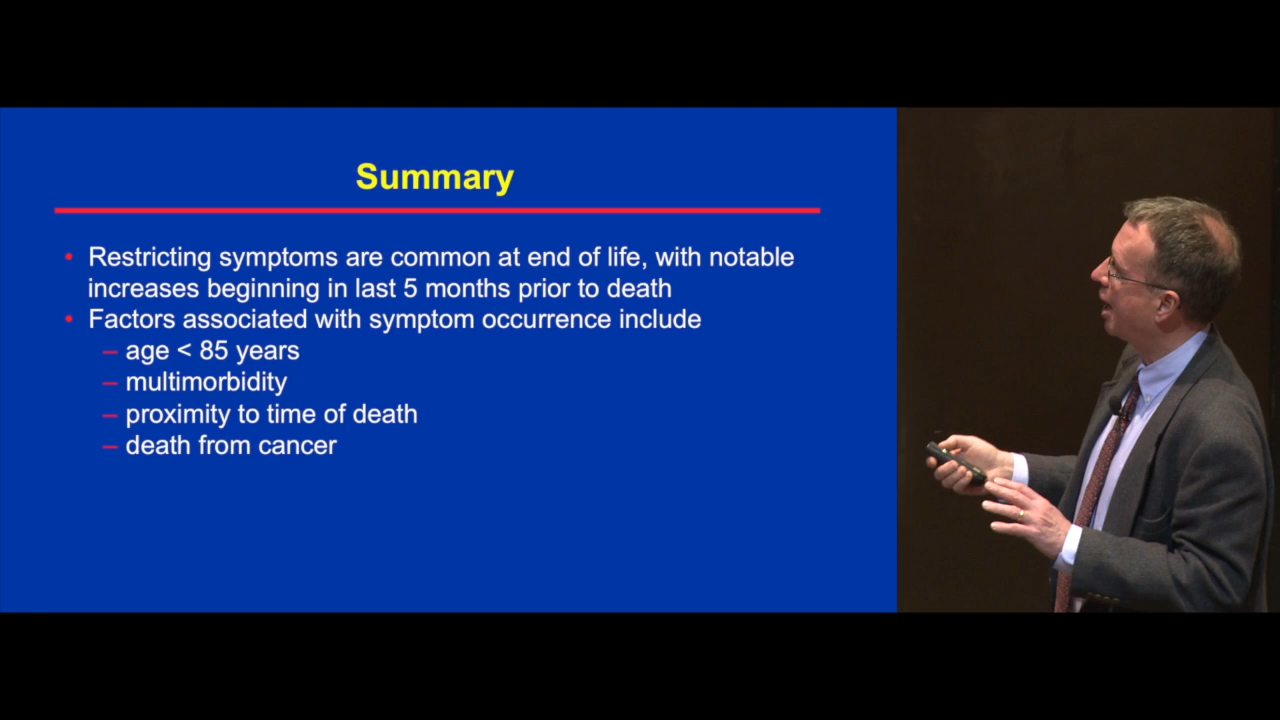 Summary
• Restricting symptoms are common at end of life, with notable
increases beginning in last 5 months prior to death
• Factors associated with symptom occurrence include
– age < 85 years
– multimorbidity
– proximity to time of death
– death from cancer